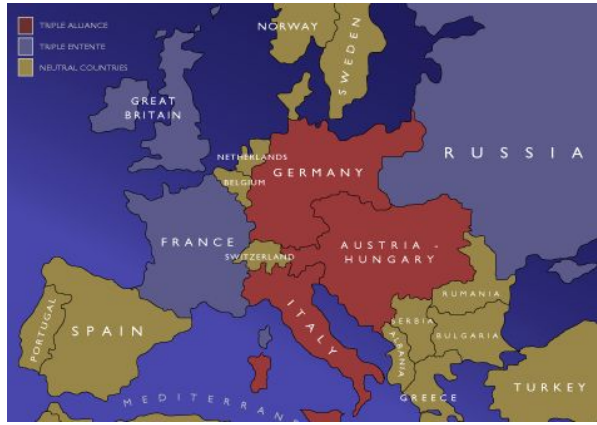 TRIPLE ALLIANCE
TRIPLE ENTENTE
NEUTRAL COUNTRIES
NORWAY
SWEDEN
GREAT
BRITAIN
RUSSIA
NETHERLANDS
GERMANY
BELGIUM
FRANCE
SWITZERLAND
AUSTRIA -
HUNGARY
RUMANIA
ITALY
SERBIA
BULGARIA
PORTUGAL
SPAIN
ALBANIA
TURKEY
GREECE
MEDITERRAN